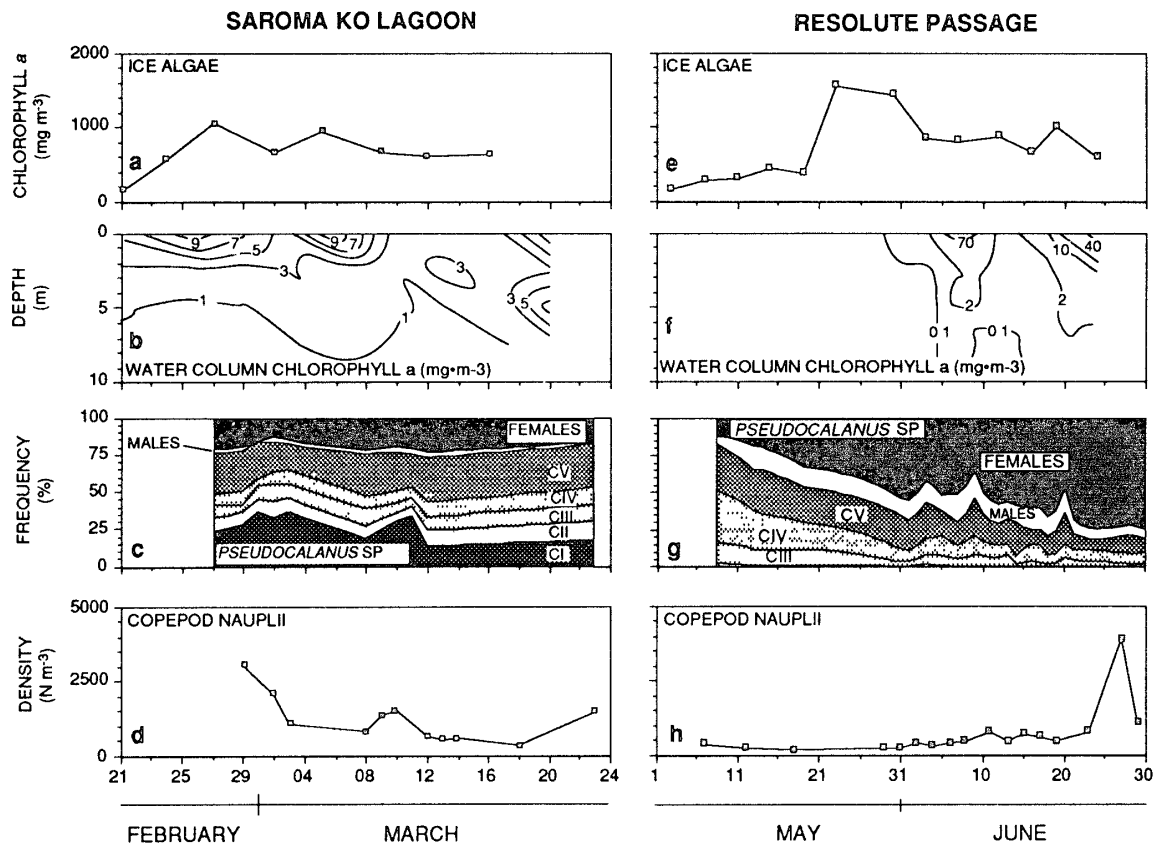 SAROMA KO LAGOON
RESOLUTE PASSAGE
CHLOROPHYLL a
(mg m-3)
2000
1000
0
ICE ALGAE
a
ICE ALGAE
e
DEPTH
(m)
0
5
10
9 7 5
9 7
3
3
1
1
3 5
b
WATER COLUMN CHLOROPHYLL a (mg•m-3)
70
10 40
2
2
0 1
0 1
f
WATER COLUMN CHLOROPHYLL a (mg•m-3)
FREQUENCY
(%)
100
75
50
25
0
MALES
FEMALES
CV
CIV
CIII
CII
CI
c
PSEUDOCALANUS SP
PSEUDOCALANUS SP
FEMALES
MALES
CV
CIV
CIII
g
DENSITY
(N m-3)
5000
2500
0
COPEPOD NAUPLII
d
COPEPOD NAUPLII
h
21 25 29 04 08 12 16 20 24
1 11 21 31 10 20 30
FEBRUARY MARCH
MAY JUNE